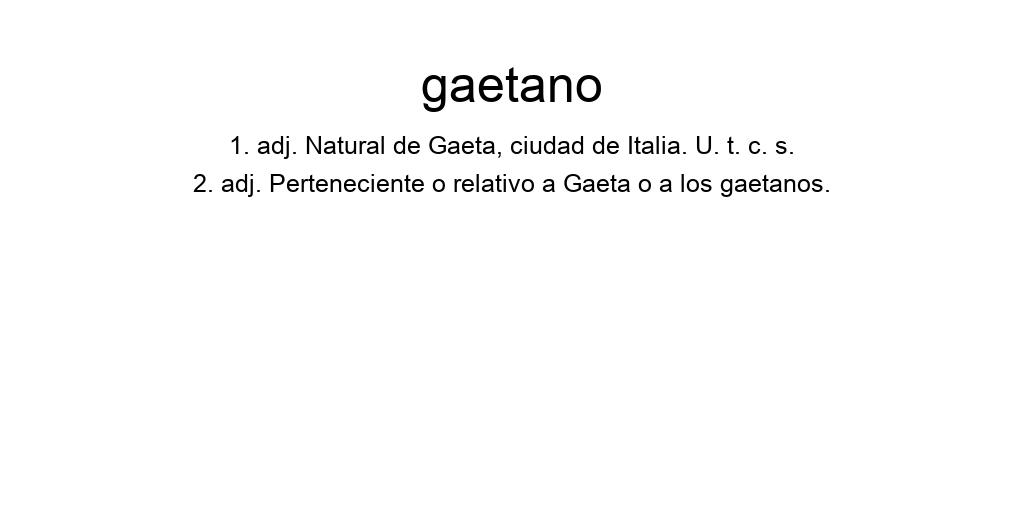 gaetano
1. adj. Natural de Gaeta, ciudad de Italia. U. t. c. s.
2. adj. Perteneciente o relativo a Gaeta o a los gaetanos.